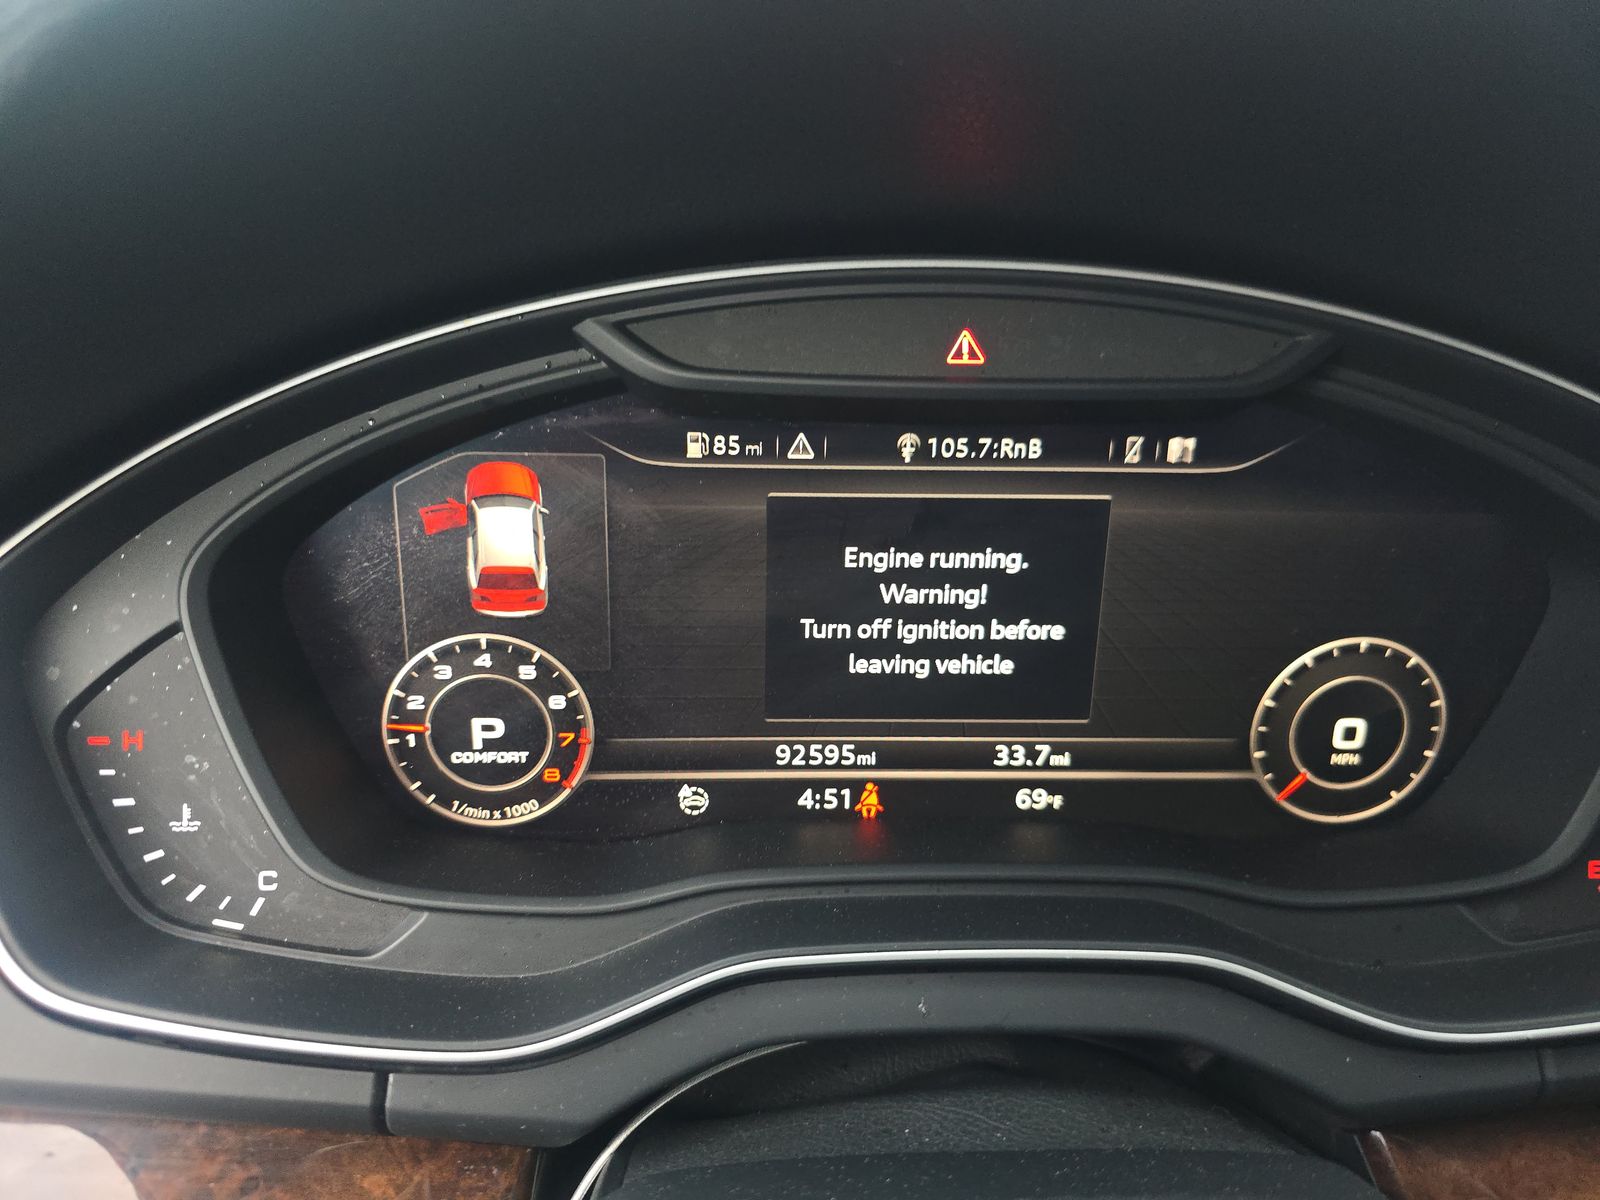 85 mi
105.7:RnB
Engine running.
Warning!
Turn off ignition before
leaving vehicle
1 2 3 4 5 6 7 8
P
COMFORT
1/min x 1000
0
MPH
H
C
92595mi
33.7mi
4:51
69°F
E